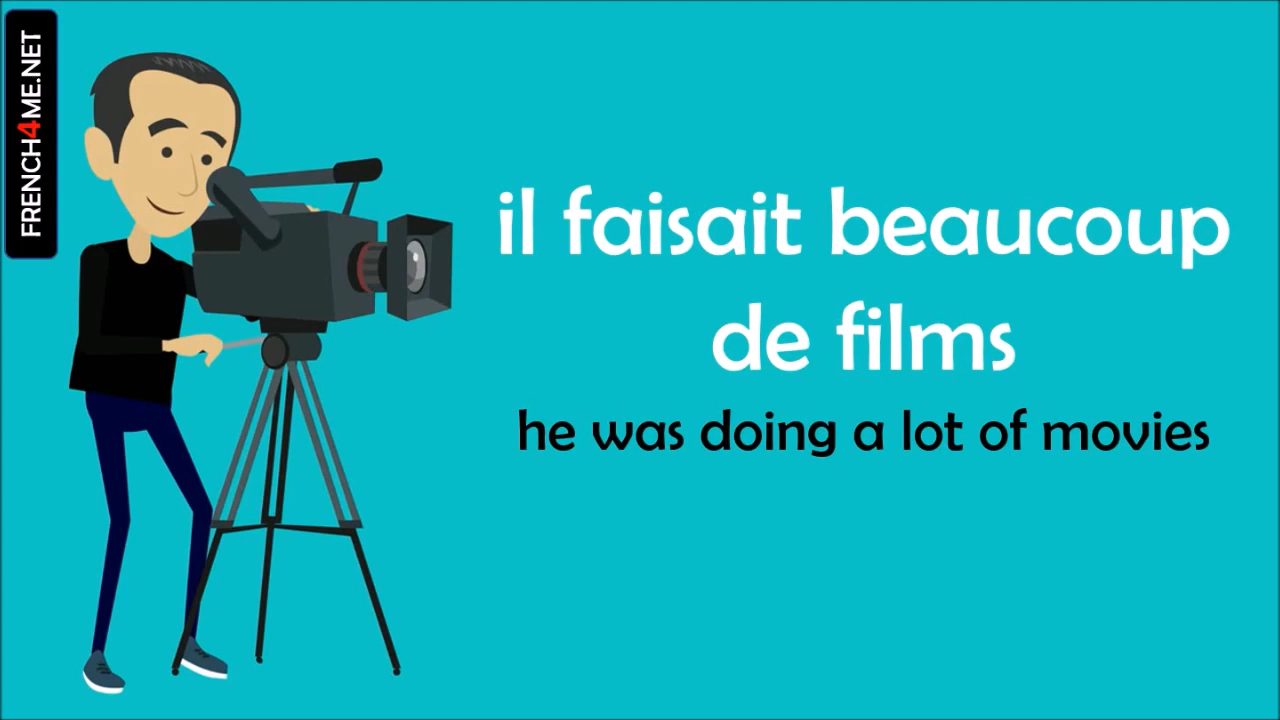 FRENCH4ME.NET
il faisait beaucoup
de films
he was doing a lot of movies